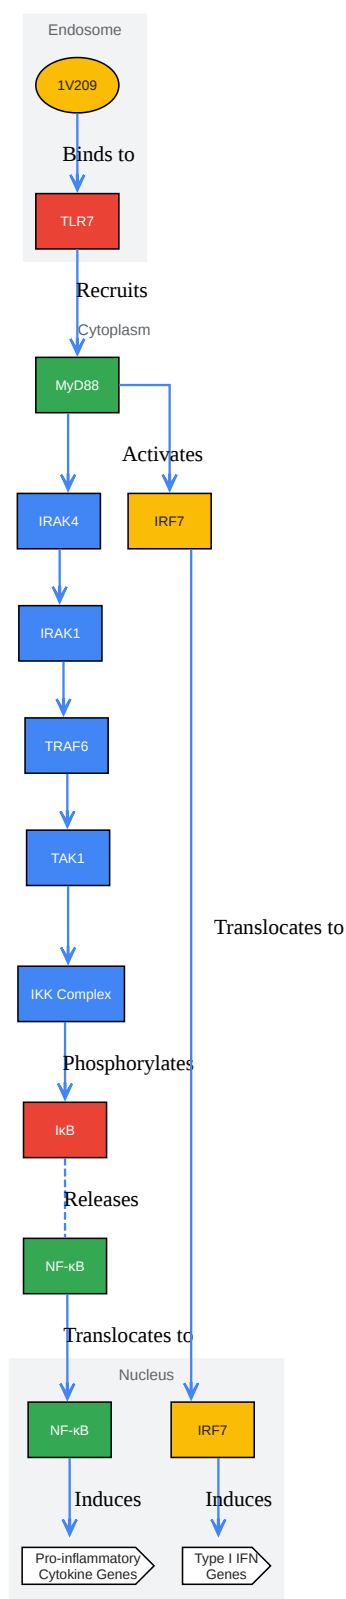 Endosome
1V209
Binds to
TLR7
Recruits
Cytoplasm
MyD88
Activates
IRAK4
IRF7
IRAK1
TRAF6
TAK1
Translocates to
IKK Complex
Phosphorylates
IκB
Releases
NF-κB
Translocates to
Nucleus
NF-κB
IRF7
Induces
Induces
Pro-inflammatory
Cytokine Genes
Type I IFN
Genes